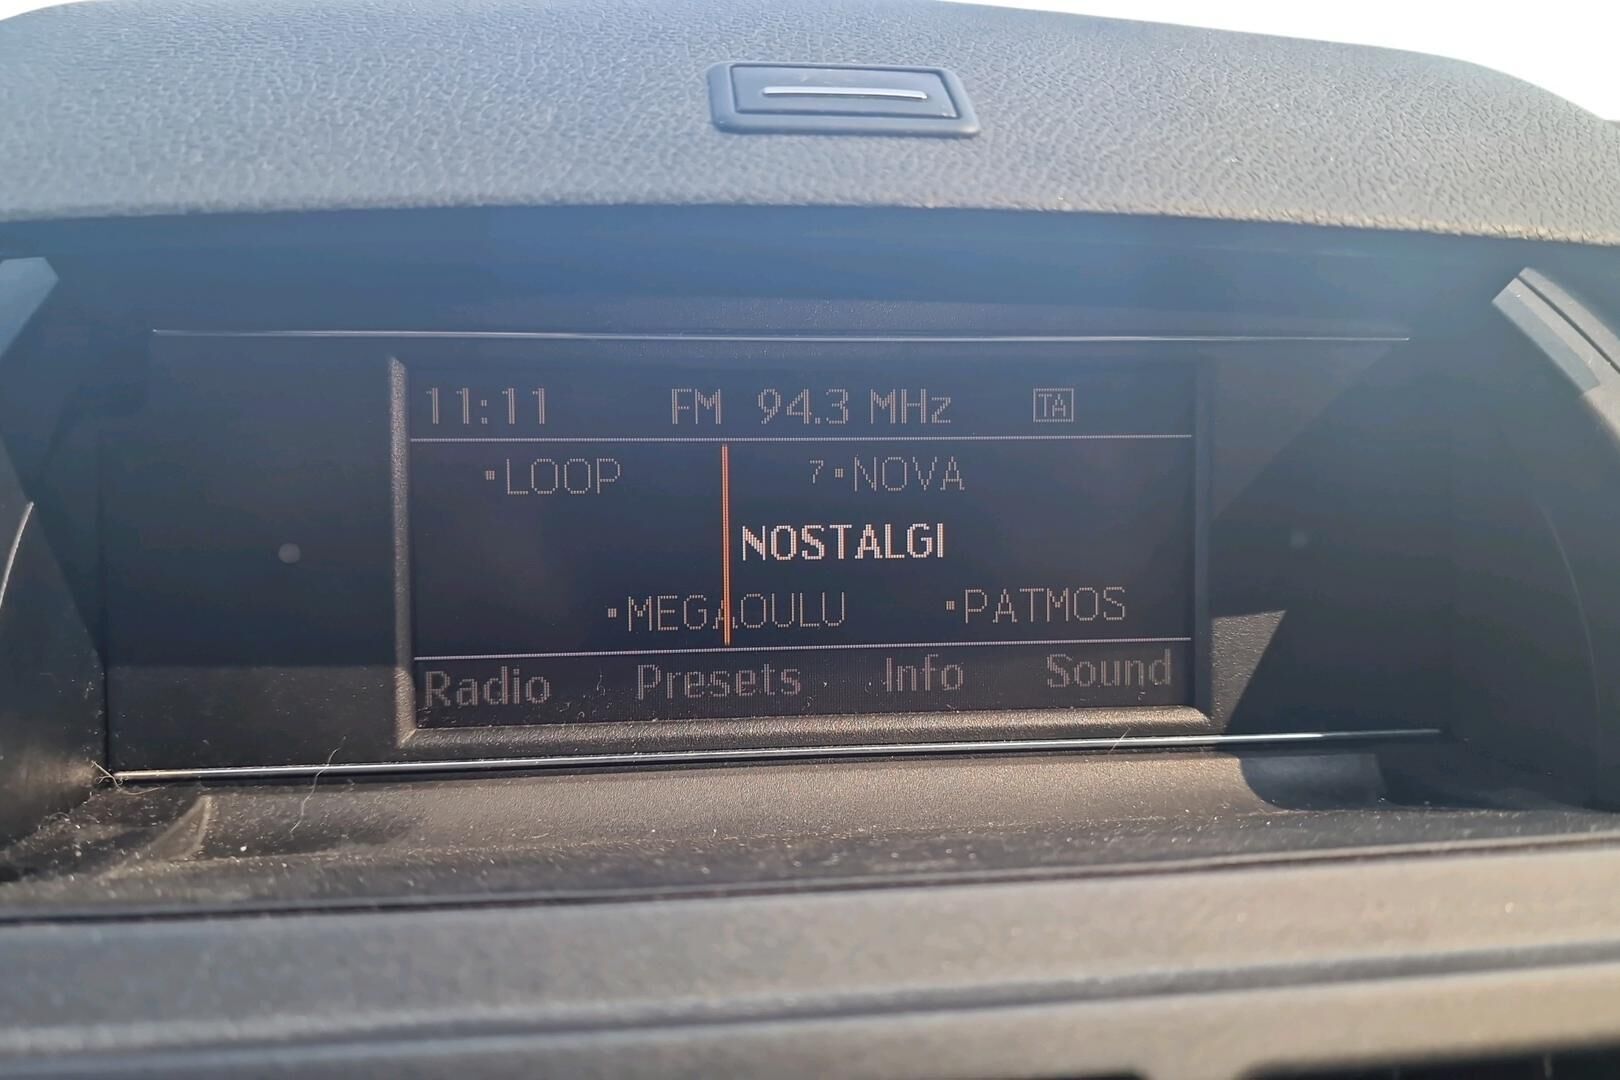 11:11 FM 94.3 MHz TA
LOOP 7 NOVA
NOSTALGI
MEGAOULU PATMOS
Radio Presets Info Sound